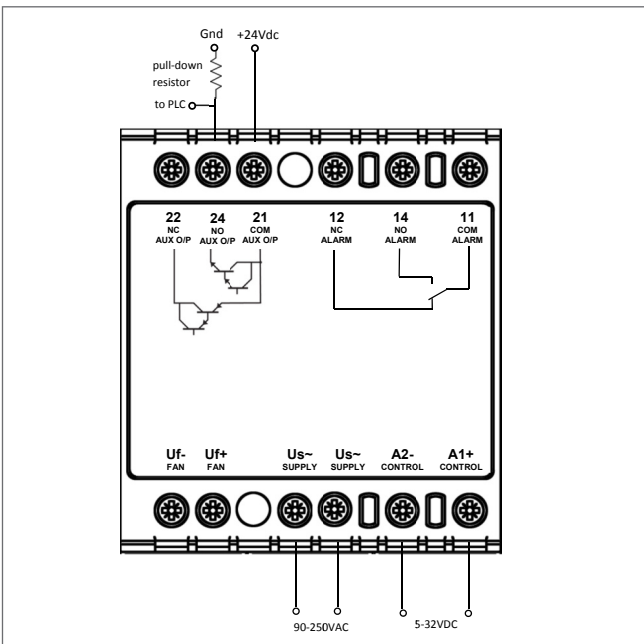 Gnd +24Vdc
pull-down
resistor
to PLC
22 24 21 12 14 11
NC NO COM NC NO COM
AUX O/P AUX O/P AUX O/P ALARM ALARM ALARM
Uf- Uf+ Us~ Us~ A2- A1+
FAN FAN SUPPLY SUPPLY CONTROL CONTROL
90-250VAC 5-32VDC